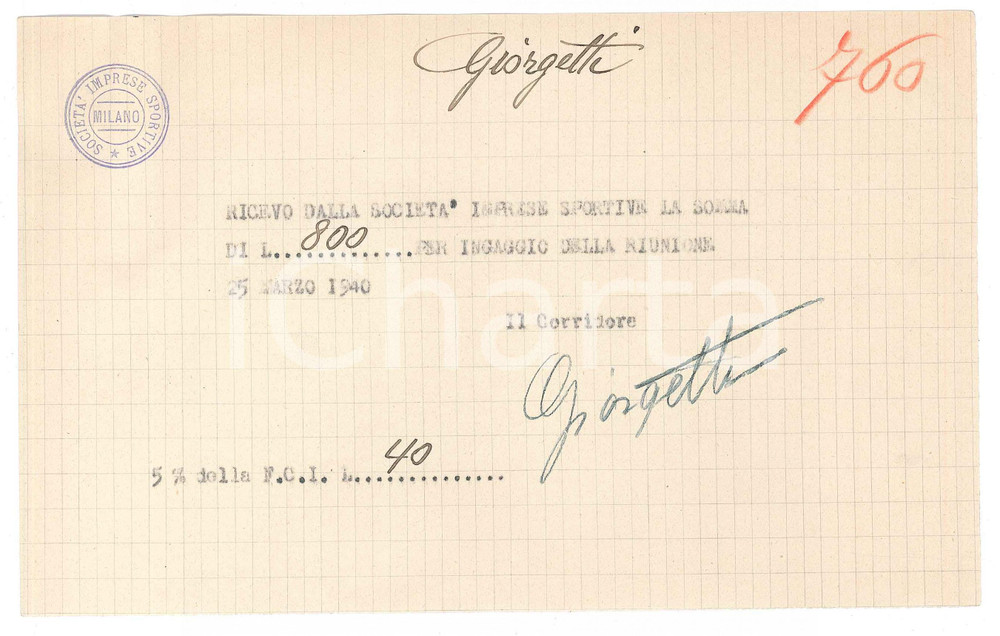 Giorgetti
760
SOCIETA' IMPRESE SPORTIVE
MILANO
RICEVO DALLA SOCIETA' IMPRESE SPORTIVE LA SOMMA
DI L...800...........PER INGAGGIO DELLA RIUNIONE
25 MARZO 1940
Il Corridore
Giorgetti
5 % della F.C.I. L...40............
iCharta